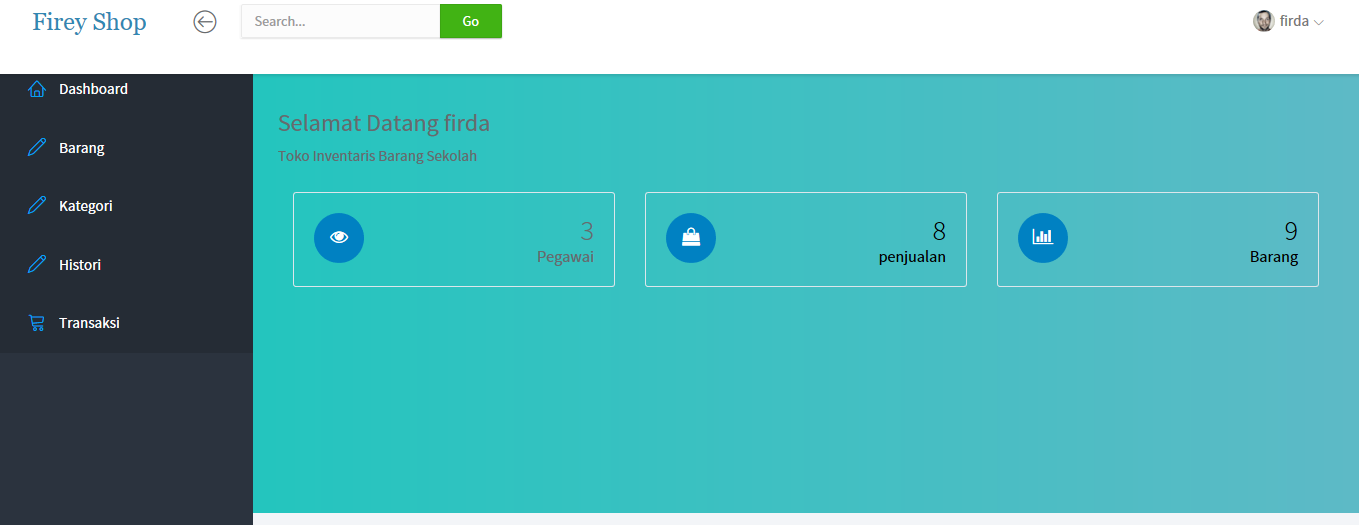 Firey Shop
Search...
Go
firda
Dashboard
Barang
Kategori
Histori
Transaksi
Selamat Datang firda
Toko Inventaris Barang Sekolah
3
Pegawai
8
penjualan
9
Barang